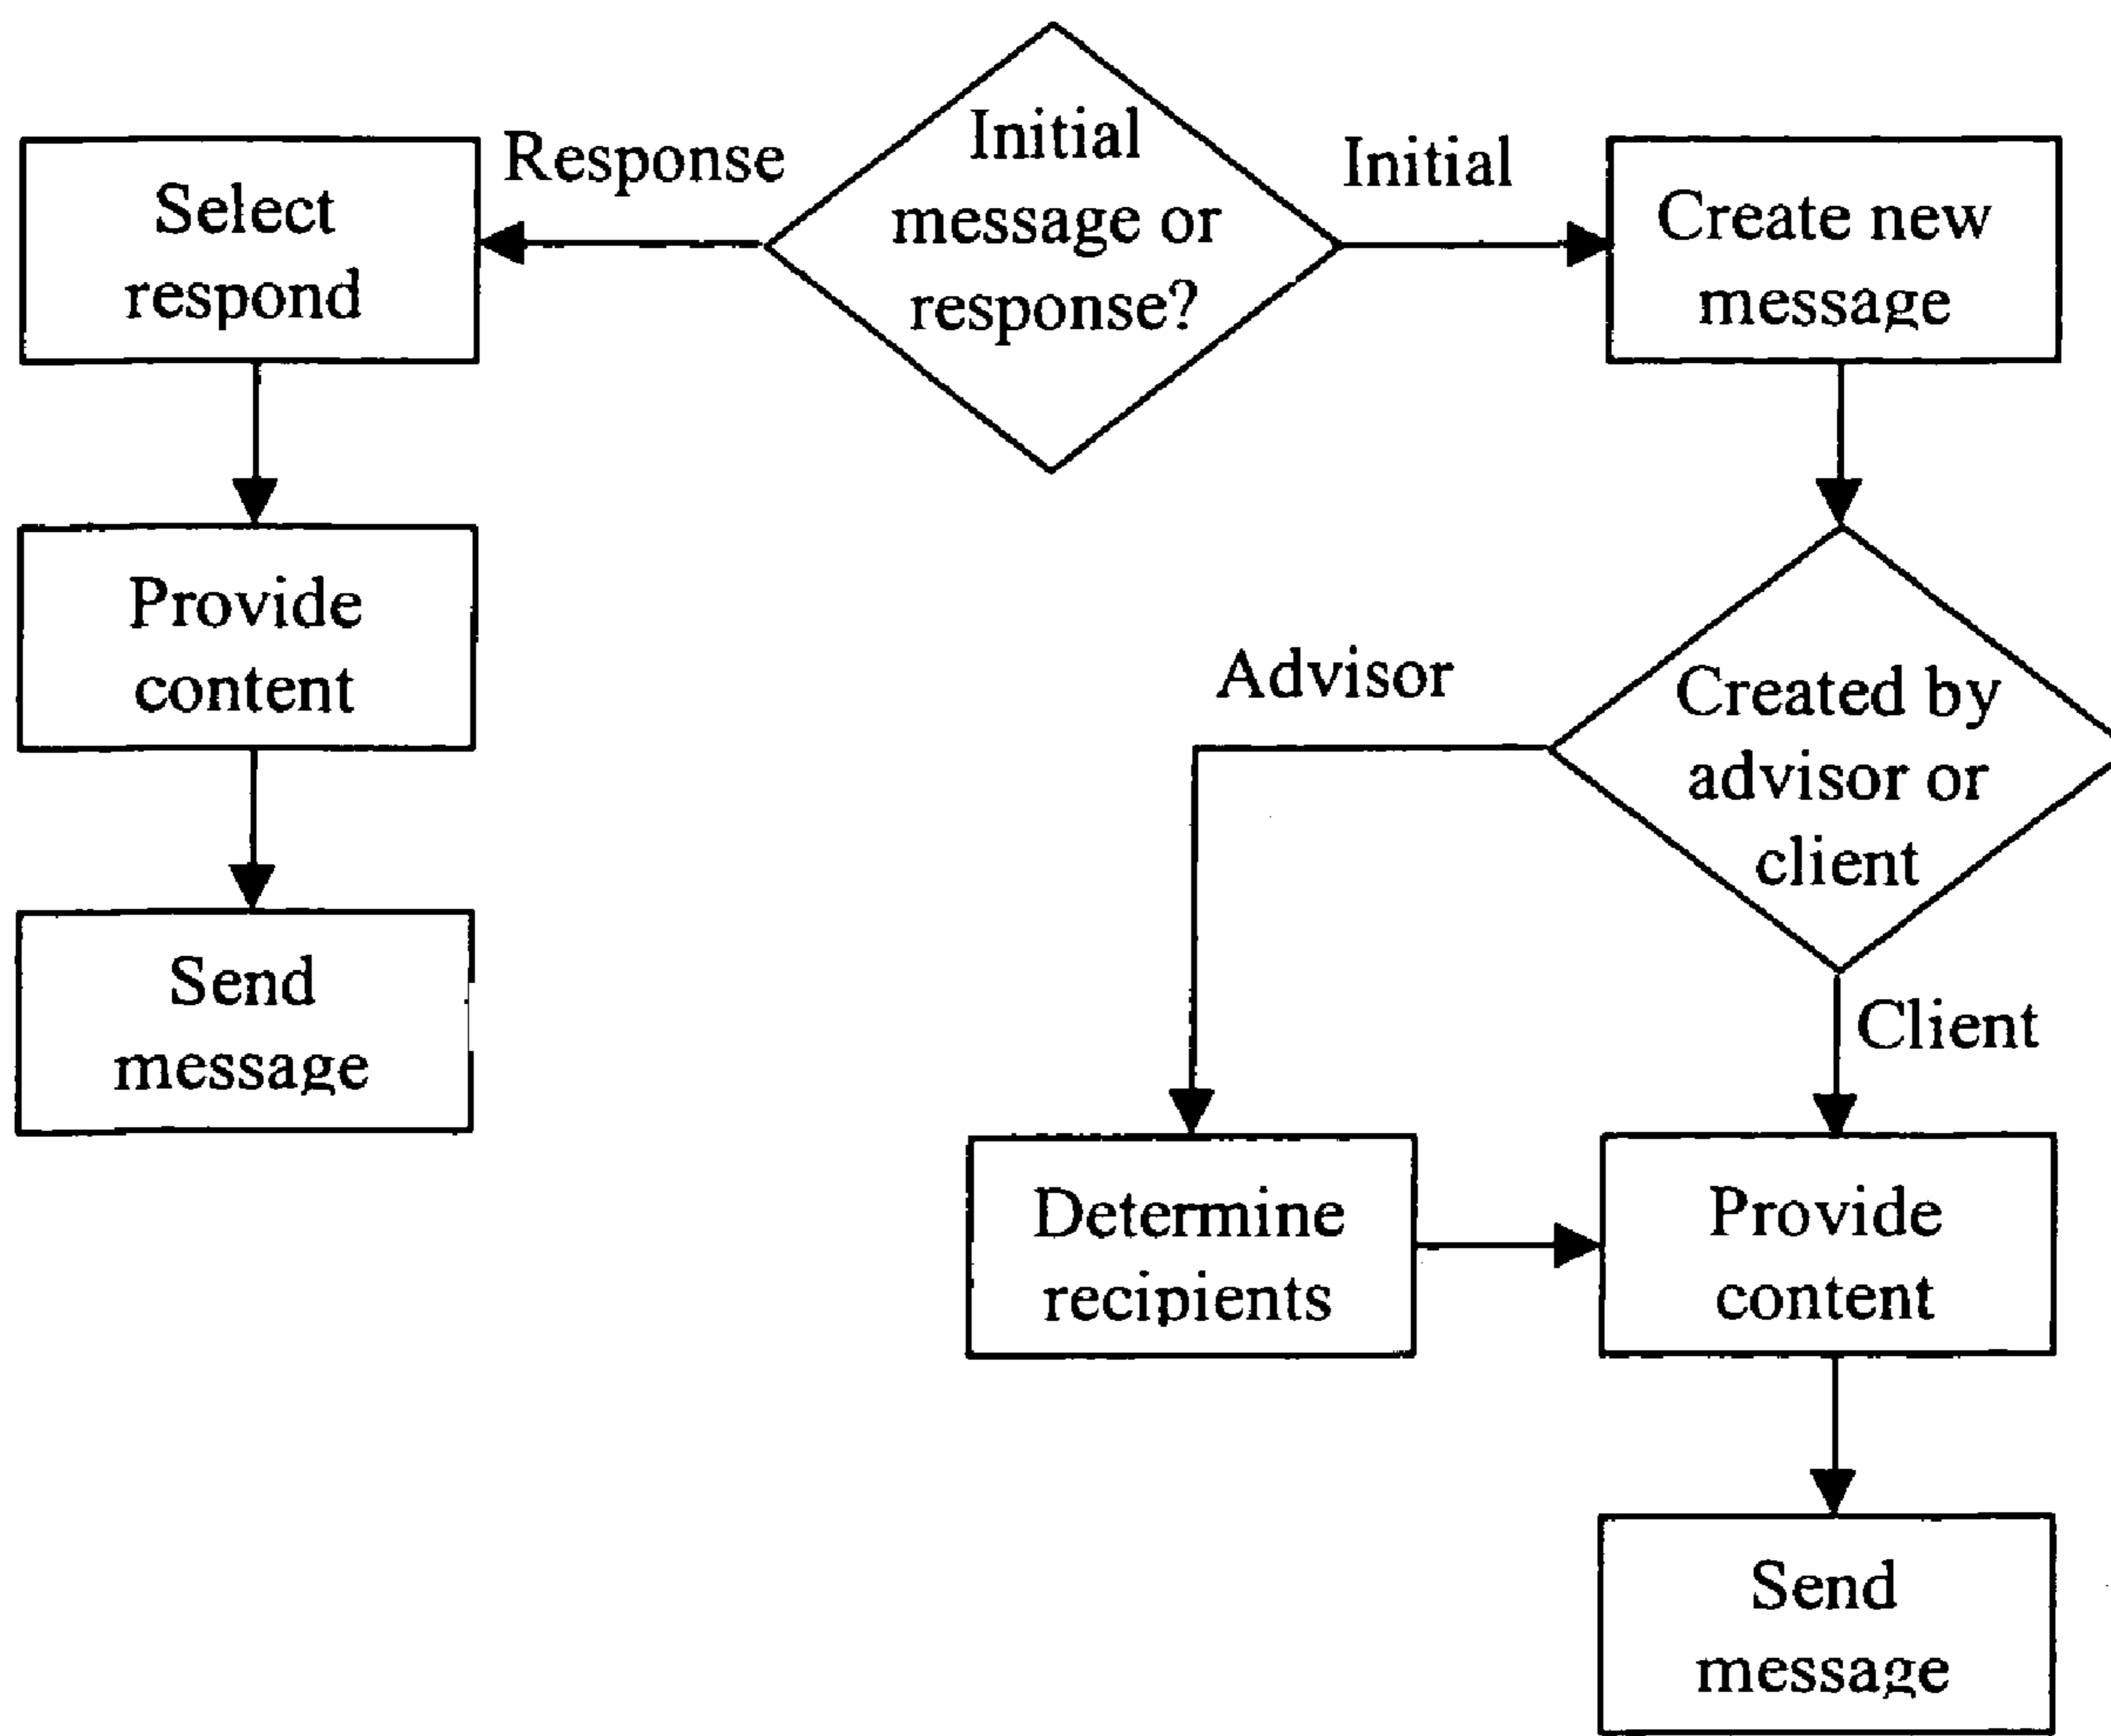 Initial
message or
response?
Response
Initial
Select
respond
Create new
message
Provide
content
Created by
advisor or
client
Advisor
Client
Send
message
Determine
recipients
Provide
content
Send
message